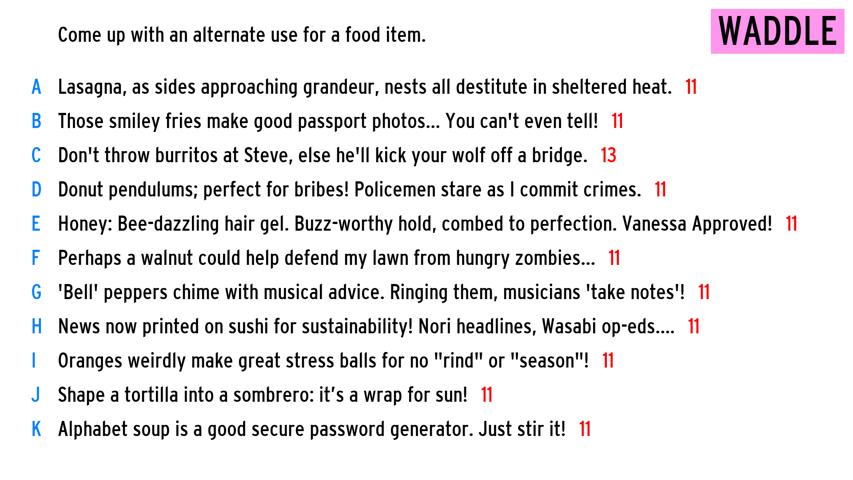 Come up with an alternate use for a food item.
WADDLE
A Lasagna, as sides approaching grandeur, nests all destitute in sheltered heat. 11
B Those smiley fries make good passport photos... You can't even tell! 11
C Don't throw burritos at Steve, else he'll kick your wolf off a bridge. 13
D Donut pendulums; perfect for bribes! Policemen stare as I commit crimes. 11
E Honey: Bee-dazzling hair gel. Buzz-worthy hold, combed to perfection. Vanessa Approved! 11
F Perhaps a walnut could help defend my lawn from hungry zombies... 11
G 'Bell' peppers chime with musical advice. Ringing them, musicians 'take notes'! 11
H News now printed on sushi for sustainability! Nori headlines, Wasabi op-eds.... 11
I Oranges weirdly make great stress balls for no "rind" or "season"! 11
J Shape a tortilla into a sombrero: it’s a wrap for sun! 11
K Alphabet soup is a good secure password generator. Just stir it! 11